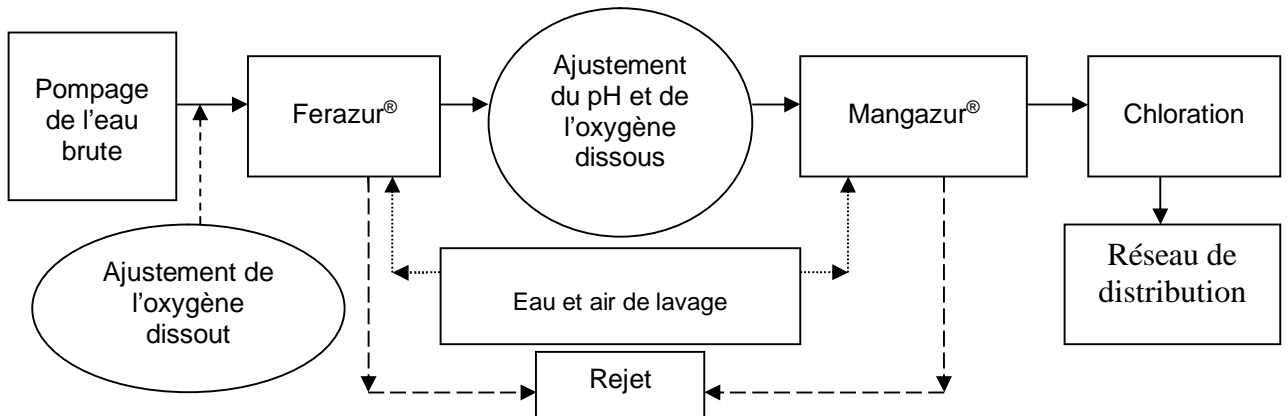 Pompage
de l'eau
brute
Ferazur®
Ajustement
du pH et de
l'oxygène
dissous
Mangazur®
Chloration
Ajustement de
l'oxygène
dissout
Eau et air de lavage
Réseau de
distribution
Rejet